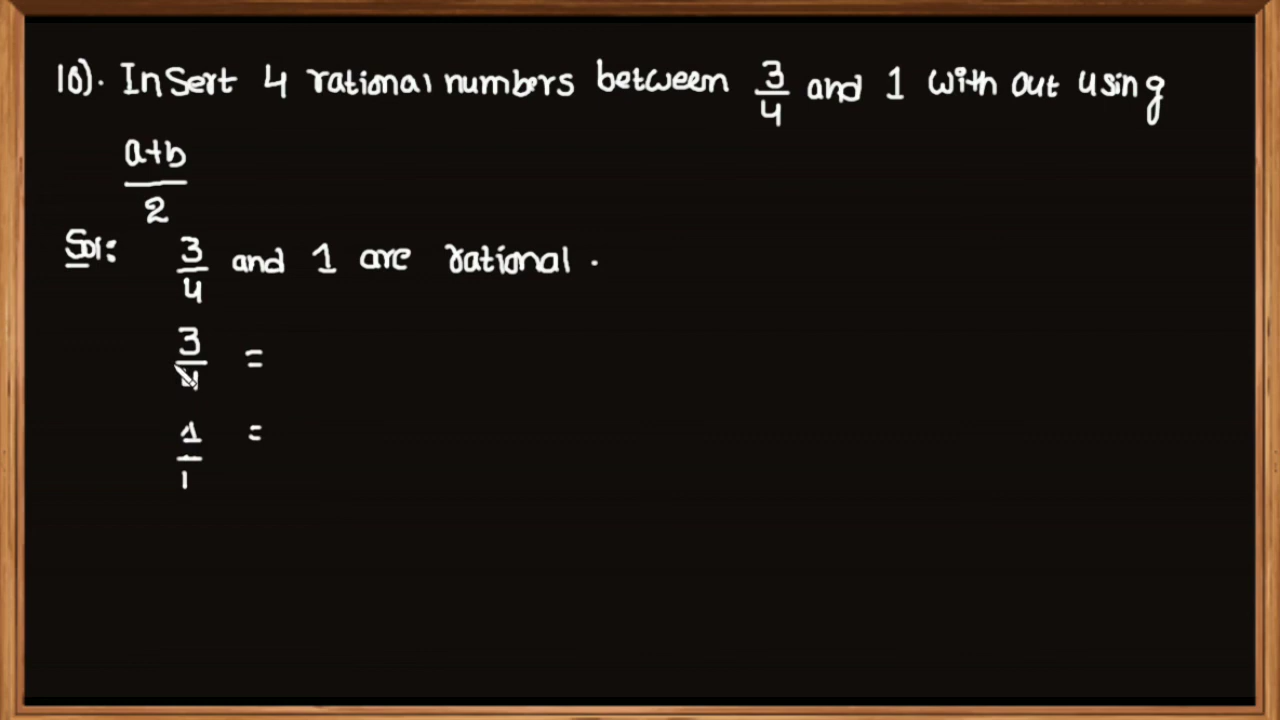 10). Insert 4 rational numbers between 3/4 and 1 with out using
a+b/2
Sol: 3/4 and 1 are rational.
3/4 =
1/1 =